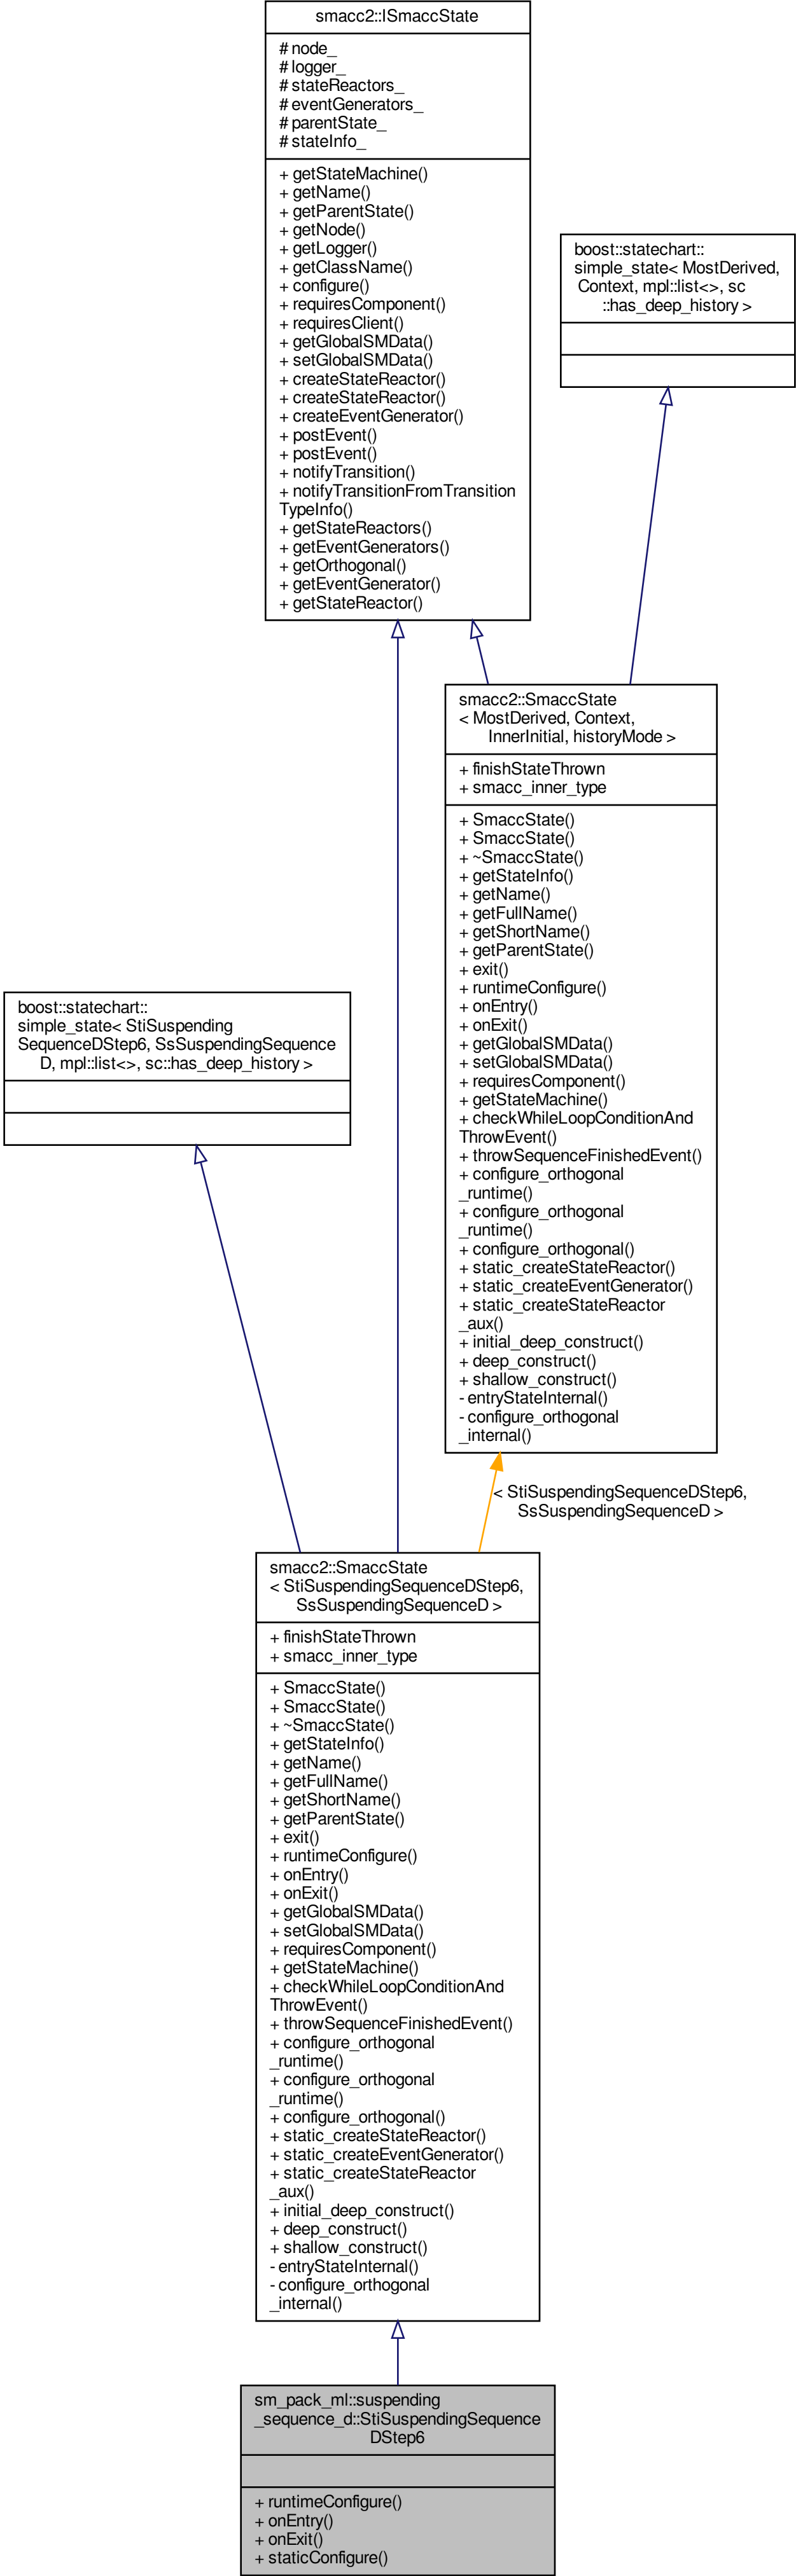 smacc2::ISmaccState
# node_
# logger_
# stateReactors_
# eventGenerators_
# parentState_
# stateInfo_
+ getStateMachine()
+ getName()
+ getParentState()
+ getNode()
+ getLogger()
+ getClassName()
+ configure()
+ requiresComponent()
+ requiresClient()
+ getGlobalSMData()
+ setGlobalSMData()
+ createStateReactor()
+ createStateReactor()
+ createEventGenerator()
+ postEvent()
+ postEvent()
+ notifyTransition()
+ notifyTransitionFromTransition
TypeInfo()
+ getStateReactors()
+ getEventGenerators()
+ getOrthogonal()
+ getEventGenerator()
+ getStateReactor()
boost::statechart::
simple_state< MostDerived,
Context, mpl::list<>, sc
::has_deep_history >
smacc2::SmaccState
< MostDerived, Context,
InnerInitial, historyMode >
+ finishStateThrown
+ smacc_inner_type
+ SmaccState()
+ SmaccState()
+ ~SmaccState()
+ getStateInfo()
+ getName()
+ getFullName()
+ getShortName()
+ getParentState()
+ exit()
+ runtimeConfigure()
+ onEntry()
+ onExit()
+ getGlobalSMData()
+ setGlobalSMData()
+ requiresComponent()
+ getStateMachine()
+ checkWhileLoopConditionAnd
ThrowEvent()
+ throwSequenceFinishedEvent()
+ configure_orthogonal
_runtime()
+ configure_orthogonal
_runtime()
+ configure_orthogonal()
+ static_createStateReactor()
+ static_createEventGenerator()
+ static_createStateReactor
_aux()
+ initial_deep_construct()
+ deep_construct()
+ shallow_construct()
- entryStateInternal()
- configure_orthogonal
_internal()
boost::statechart::
simple_state< StiSuspending
SequenceDStep6, SsSuspendingSequence
D, mpl::list<>, sc::has_deep_history >
< StiSuspendingSequenceDStep6,
SsSuspendingSequenceD >
smacc2::SmaccState
< StiSuspendingSequenceDStep6,
SsSuspendingSequenceD >
+ finishStateThrown
+ smacc_inner_type
+ SmaccState()
+ SmaccState()
+ ~SmaccState()
+ getStateInfo()
+ getName()
+ getFullName()
+ getShortName()
+ getParentState()
+ exit()
+ runtimeConfigure()
+ onEntry()
+ onExit()
+ getGlobalSMData()
+ setGlobalSMData()
+ requiresComponent()
+ getStateMachine()
+ checkWhileLoopConditionAnd
ThrowEvent()
+ throwSequenceFinishedEvent()
+ configure_orthogonal
_runtime()
+ configure_orthogonal
_runtime()
+ configure_orthogonal()
+ static_createStateReactor()
+ static_createEventGenerator()
+ static_createStateReactor
_aux()
+ initial_deep_construct()
+ deep_construct()
+ shallow_construct()
- entryStateInternal()
- configure_orthogonal
_internal()
sm_pack_ml::suspending
_sequence_d::StiSuspendingSequence
DStep6
+ runtimeConfigure()
+ onEntry()
+ onExit()
+ staticConfigure()